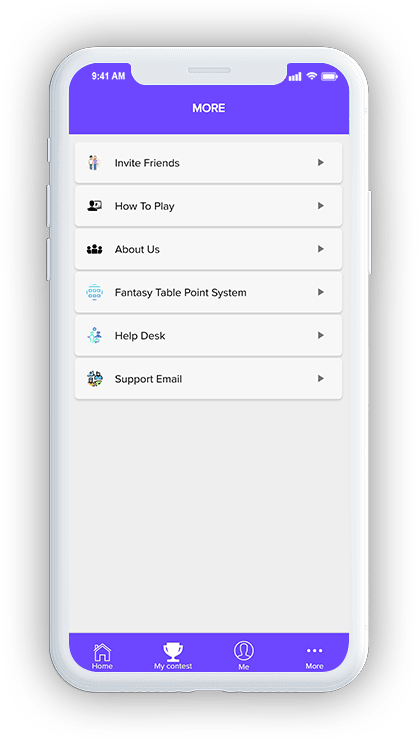 9:41 AM
MORE
Invite Friends
How To Play
About Us
Fantasy Table Point System
Help Desk
Support Email
Home
My contest
Me
More